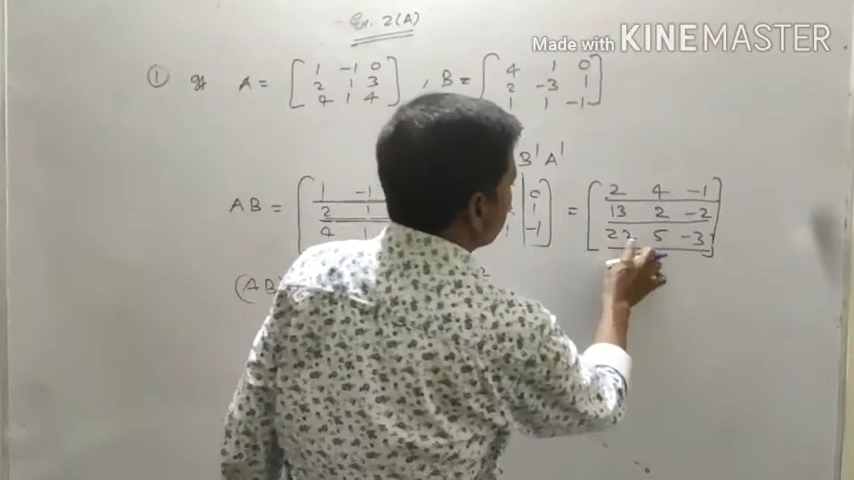 Ex. 2(A)
Made with KINEMASTER
① If A = [ 1 -1 0 ] , B = [ 4 1 0 ]
2 1 3 2 -3 1
4 1 4 1 1 -1
B' A'
AB = [ 1 -1 0 ] = [ 2 4 -1 ]
2 1 1 13 2 -2
4 1 -1 22 5 -3
(AB